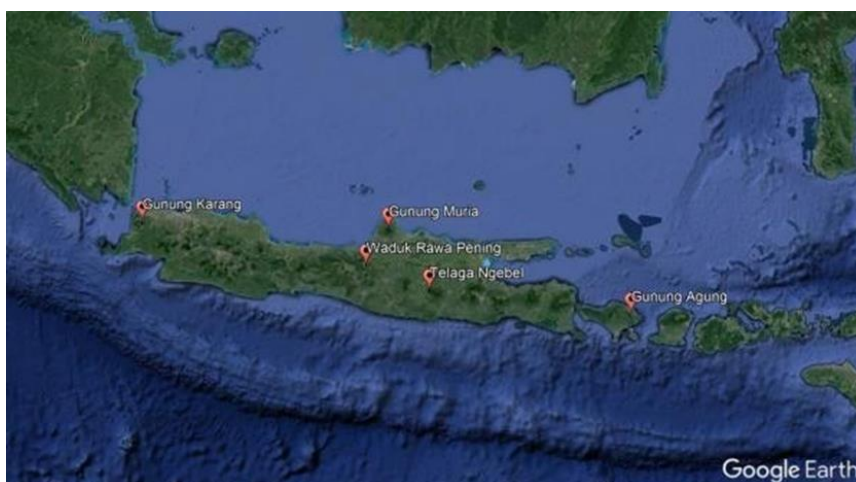 Gunung Karang
Gunung Muria
Waduk Rawa Pening
Telaga Ngebel
Gunung Agung
Google Earth